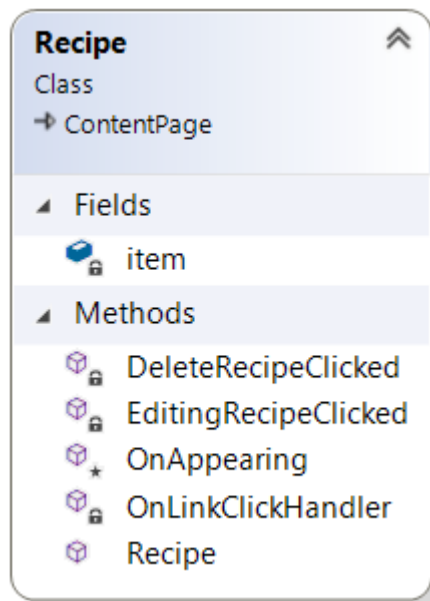 Recipe
Class
ContentPage
Fields
item
Methods
DeleteRecipeClicked
EditingRecipeClicked
OnAppearing
OnLinkClickHandler
Recipe